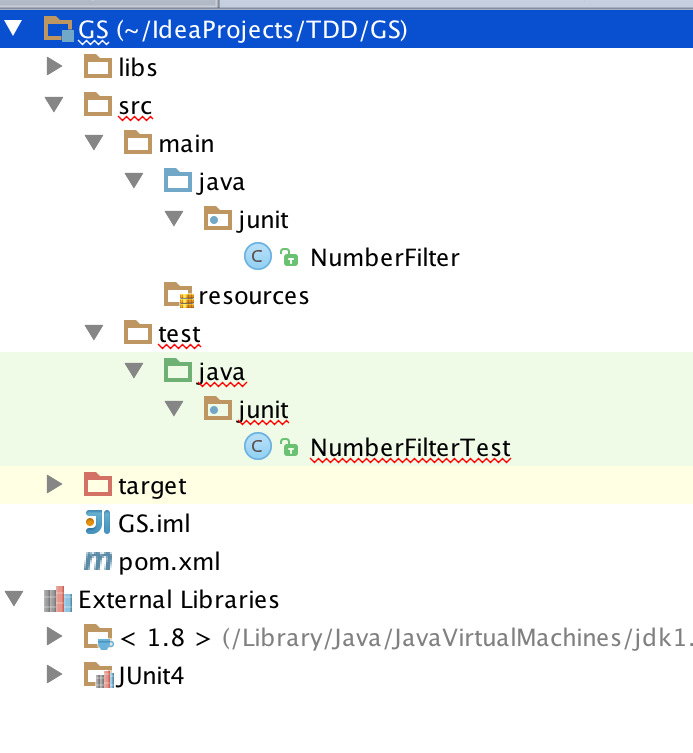 GS (~/IdeaProjects/TDD/GS)
libs
src
main
java
junit
C NumberFilter
resources
test
java
junit
C NumberFilterTest
target
GS.iml
pom.xml
External Libraries
< 1.8 > (/Library/Java/JavaVirtualMachines/jdk1.
JUnit4